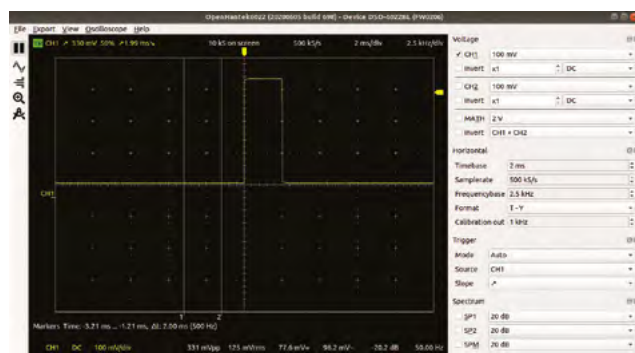 OpenHantek6022 (20200605 build 698) - Device DSO-6022BL (FW0206)
File Export View Oscilloscope Help
CH1 ↗ 330 mV 50% ↗1.99 ms↘ 10 kS on screen 500 kS/s 2 ms/div 2.5 kHz/div
CH1
1 2
Markers Time: -3.21 ms ... -1.21 ms, Δt: 2.00 ms (500 Hz)
CH1 DC 100 mV/div 331 mVpp 125 mVrms 77.6 mV= 98.2 mV~ -20.2 dB 50.00 Hz
Voltage
CH1 100 mV
Invert x1 DC
CH2 100 mV
Invert x1 DC
MATH 2 V
Invert CH1 + CH2
Horizontal
Timebase 2 ms
Samplerate 500 kS/s
Frequencybase 2.5 kHz
Format T - Y
Calibration out 1 kHz
Trigger
Mode Auto
Source CH1
Slope ↗
Spectrum
SP1 20 dB
SP2 20 dB
SPM 20 dB